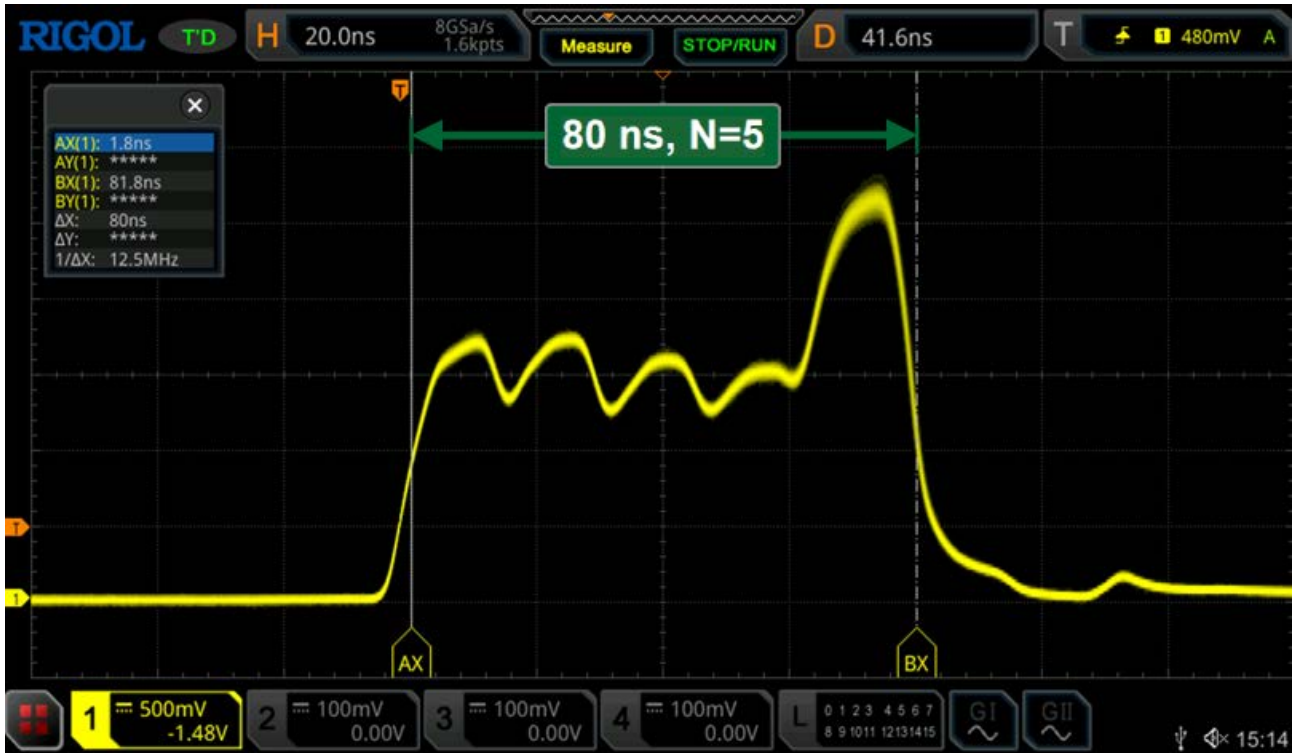 RIGOL T'D H 20.0ns 8GSa/s 1.6kpts Measure STOP/RUN D 41.6ns T 1 480mV A
T
80 ns, N=5
AX(1): 1.8ns
AY(1): *****
BX(1): 81.8ns
BY(1): *****
ΔX: 80ns
ΔY: *****
1/ΔX: 12.5MHz
T
1
AX BX
1 500mV -1.48V 2 100mV 0.00V 3 100mV 0.00V 4 100mV 0.00V L 0 1 2 3 4 5 6 7 GI GII
8 9 10 11 12 13 14 15
15:14